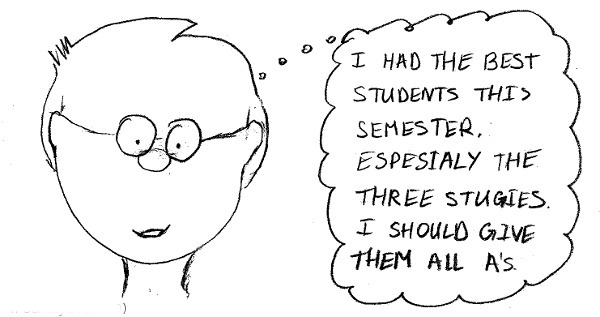 I HAD THE BEST
STUDENTS THIS
SEMESTER.
ESPESIALY THE
THREE STUGIES.
I SHOULD GIVE
THEM ALL A'S.